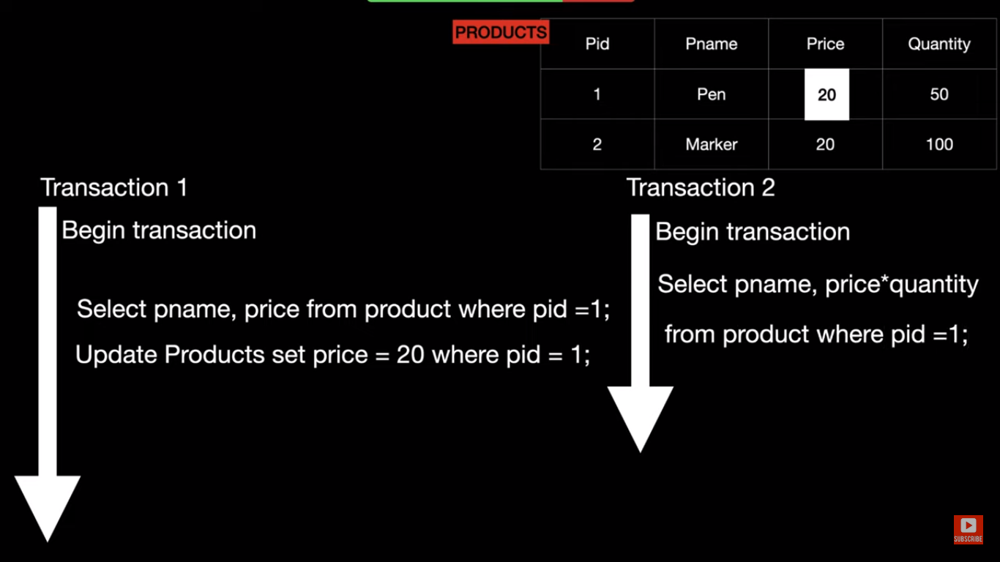 PRODUCTS
Pid Pname Price Quantity
1 Pen 20 50
2 Marker 20 100
Transaction 1
Begin transaction
Select pname, price from product where pid =1;
Update Products set price = 20 where pid = 1;
Transaction 2
Begin transaction
Select pname, price*quantity
from product where pid =1;
SUBSCRIBE